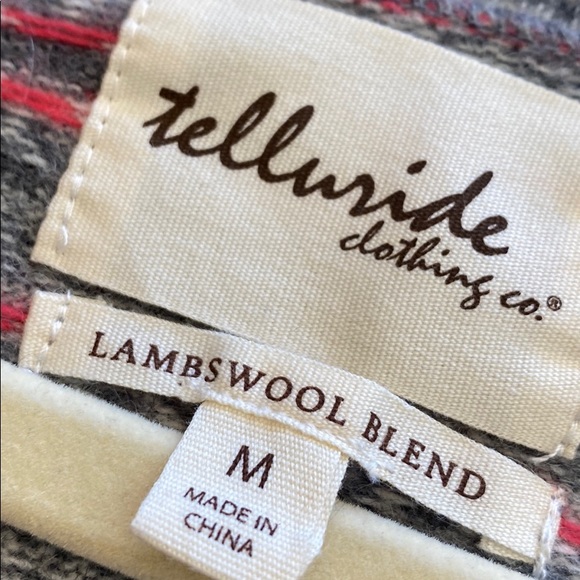 telluride
clothing co.®
LAMBSWOOL BLEND
M
MADE IN
CHINA